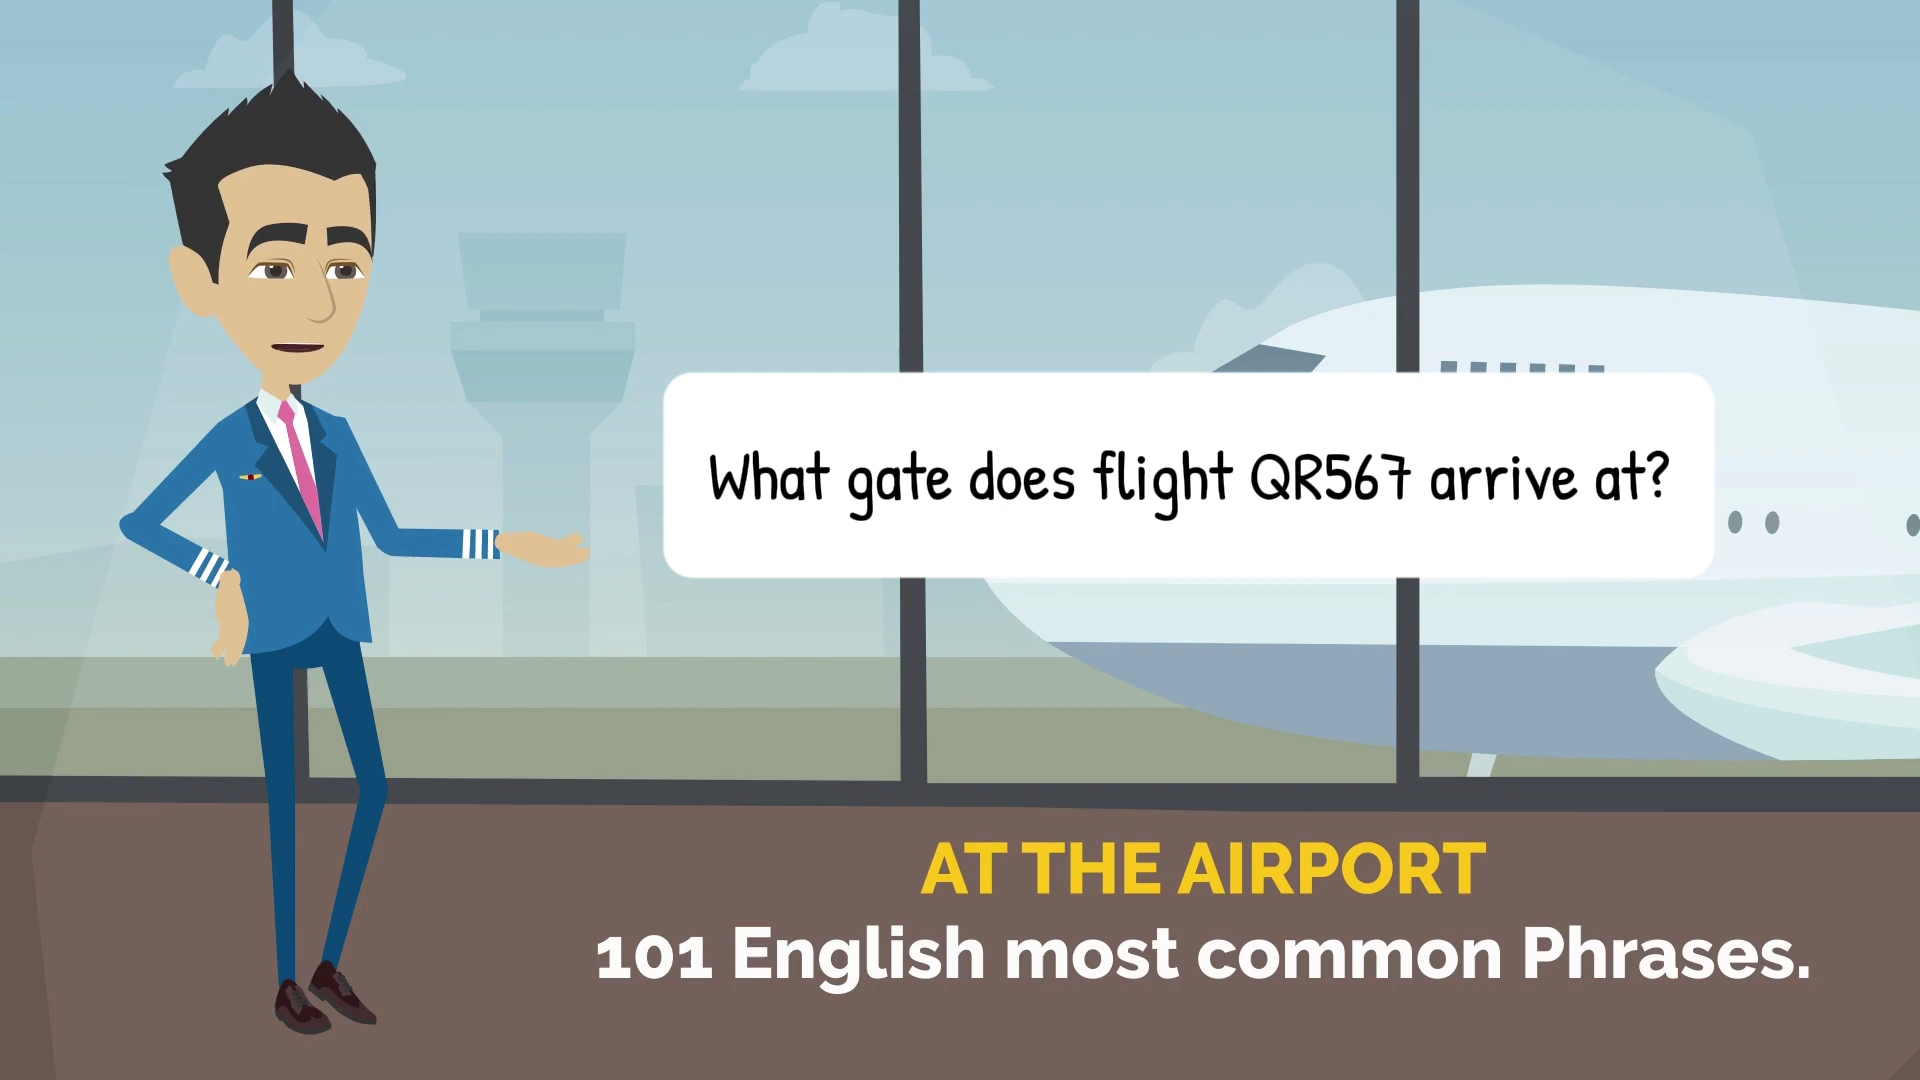 What gate does flight QR567 arrive at?
AT THE AIRPORT
101 English most common Phrases.